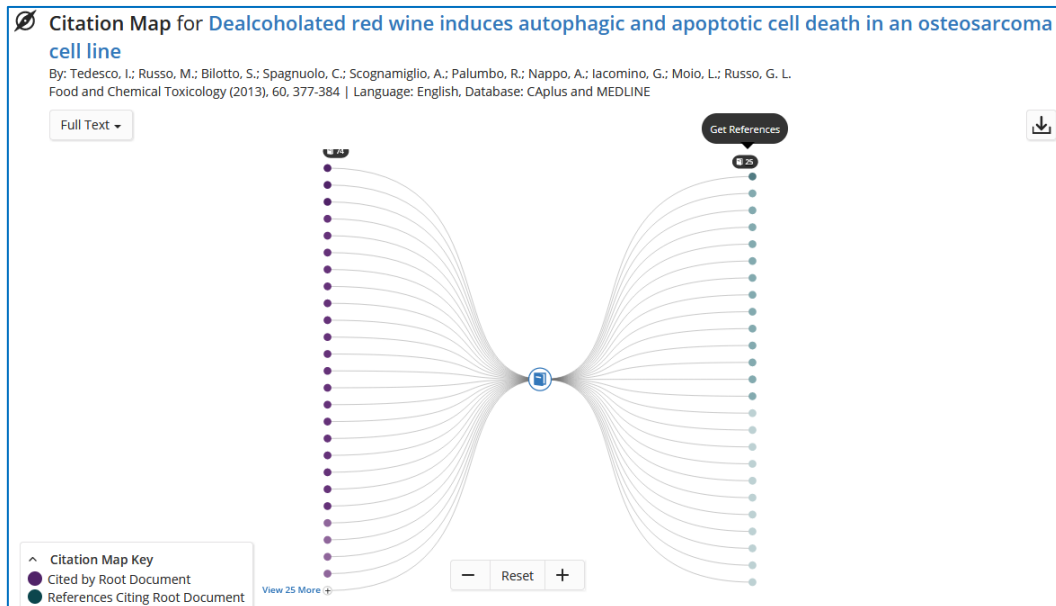 Citation Map for Dealcoholated red wine induces autophagic and apoptotic cell death in an osteosarcoma
cell line
By: Tedesco, I.; Russo, M.; Bilotto, S.; Spagnuolo, C.; Scognamiglio, A.; Palumbo, R.; Nappo, A.; Iacomino, G.; Moio, L.; Russo, G. L.
Food and Chemical Toxicology (2013), 60, 377-384 | Language: English, Database: CAplus and MEDLINE
Full Text
Get References
74
25
Citation Map Key
Cited by Root Document
References Citing Root Document
View 25 More
Reset